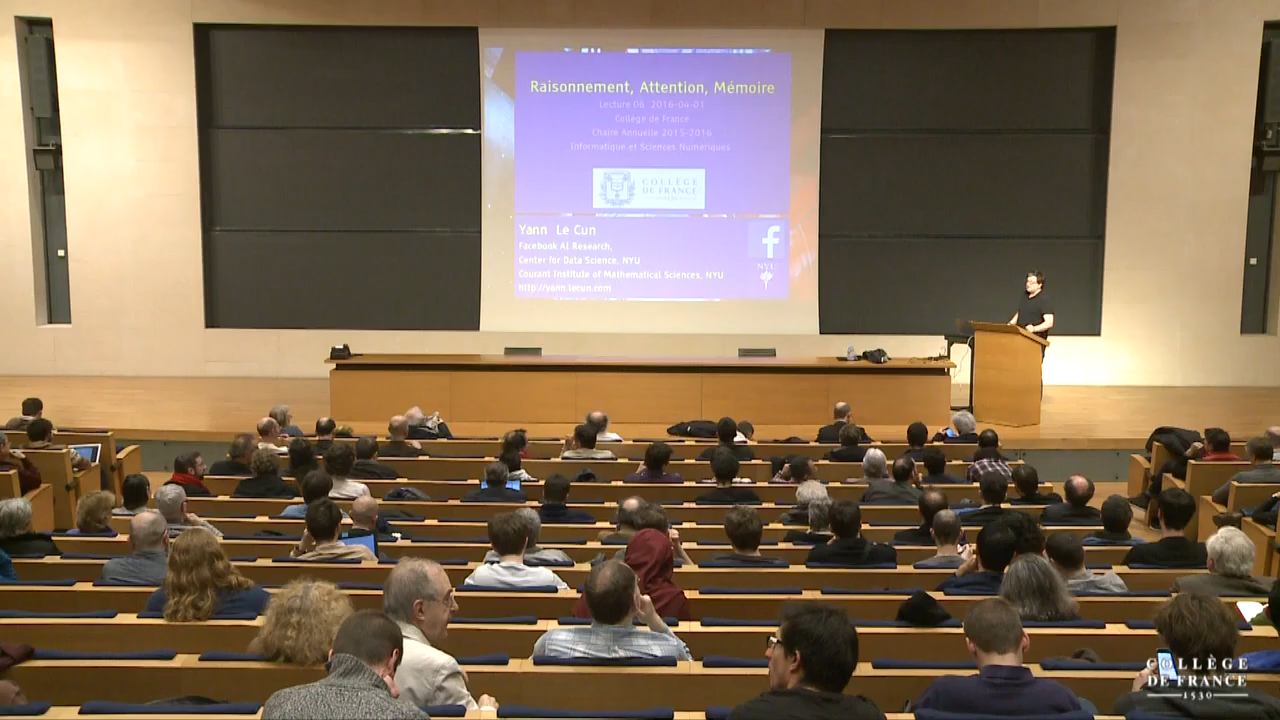 Raisonnement, Attention, Mémoire
Lecture 06 2016-04-01
Collège de France
Chaire Annuelle 2015-2016
Informatique et Sciences Numériques
COLLÈGE
DE FRANCE
1530
Yann Le Cun
Facebook AI Research,
Center for Data Science, NYU
Courant Institute of Mathematical Sciences, NYU
http://yann.lecun.com
f
NYU
COLLÈGE
DE FRANCE
1530